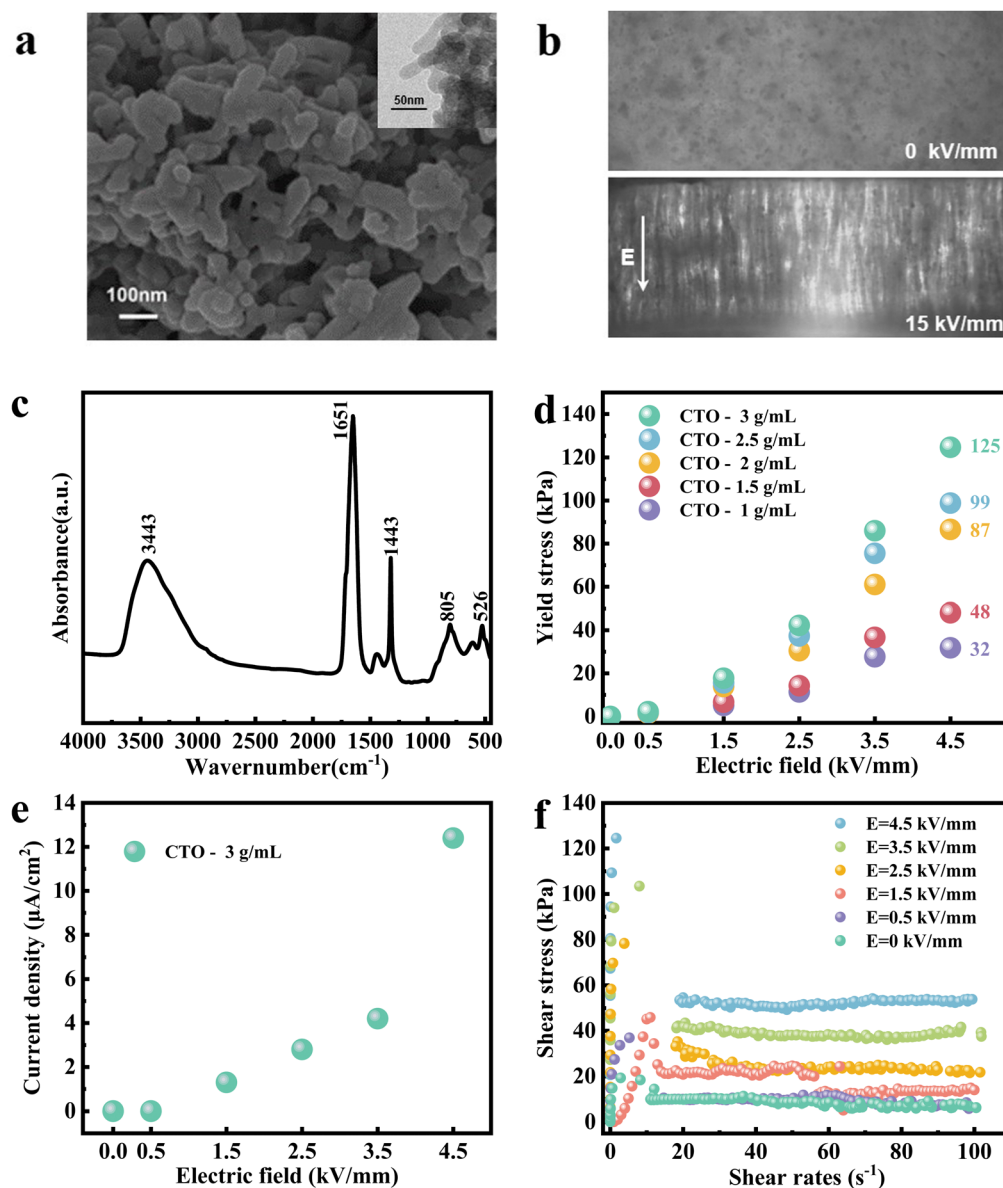 a
50nm
100nm
b
0 kV/mm
E
15 kV/mm
c
Absorbance(a.u.)
3443
1651
1443
805
526
4000 3500 3000 2500 2000 1500 1000 500
Wavernumber(cm⁻¹)
d
Yield stress (kPa)
140
120
100
80
60
40
20
0
CTO - 3 g/mL
CTO - 2.5 g/mL
CTO - 2 g/mL
CTO - 1.5 g/mL
CTO - 1 g/mL
125
99
87
48
32
0.0 0.5 1.5 2.5 3.5 4.5
Electric field (kV/mm)
e
Current density (μA/cm²)
14
12
10
8
6
4
2
0
CTO - 3 g/mL
0.0 0.5 1.5 2.5 3.5 4.5
Electric field (kV/mm)
f
Shear stress (kPa)
140
120
100
80
60
40
20
0
E=4.5 kV/mm
E=3.5 kV/mm
E=2.5 kV/mm
E=1.5 kV/mm
E=0.5 kV/mm
E=0 kV/mm
0 20 40 60 80 100
Shear rates (s⁻¹)